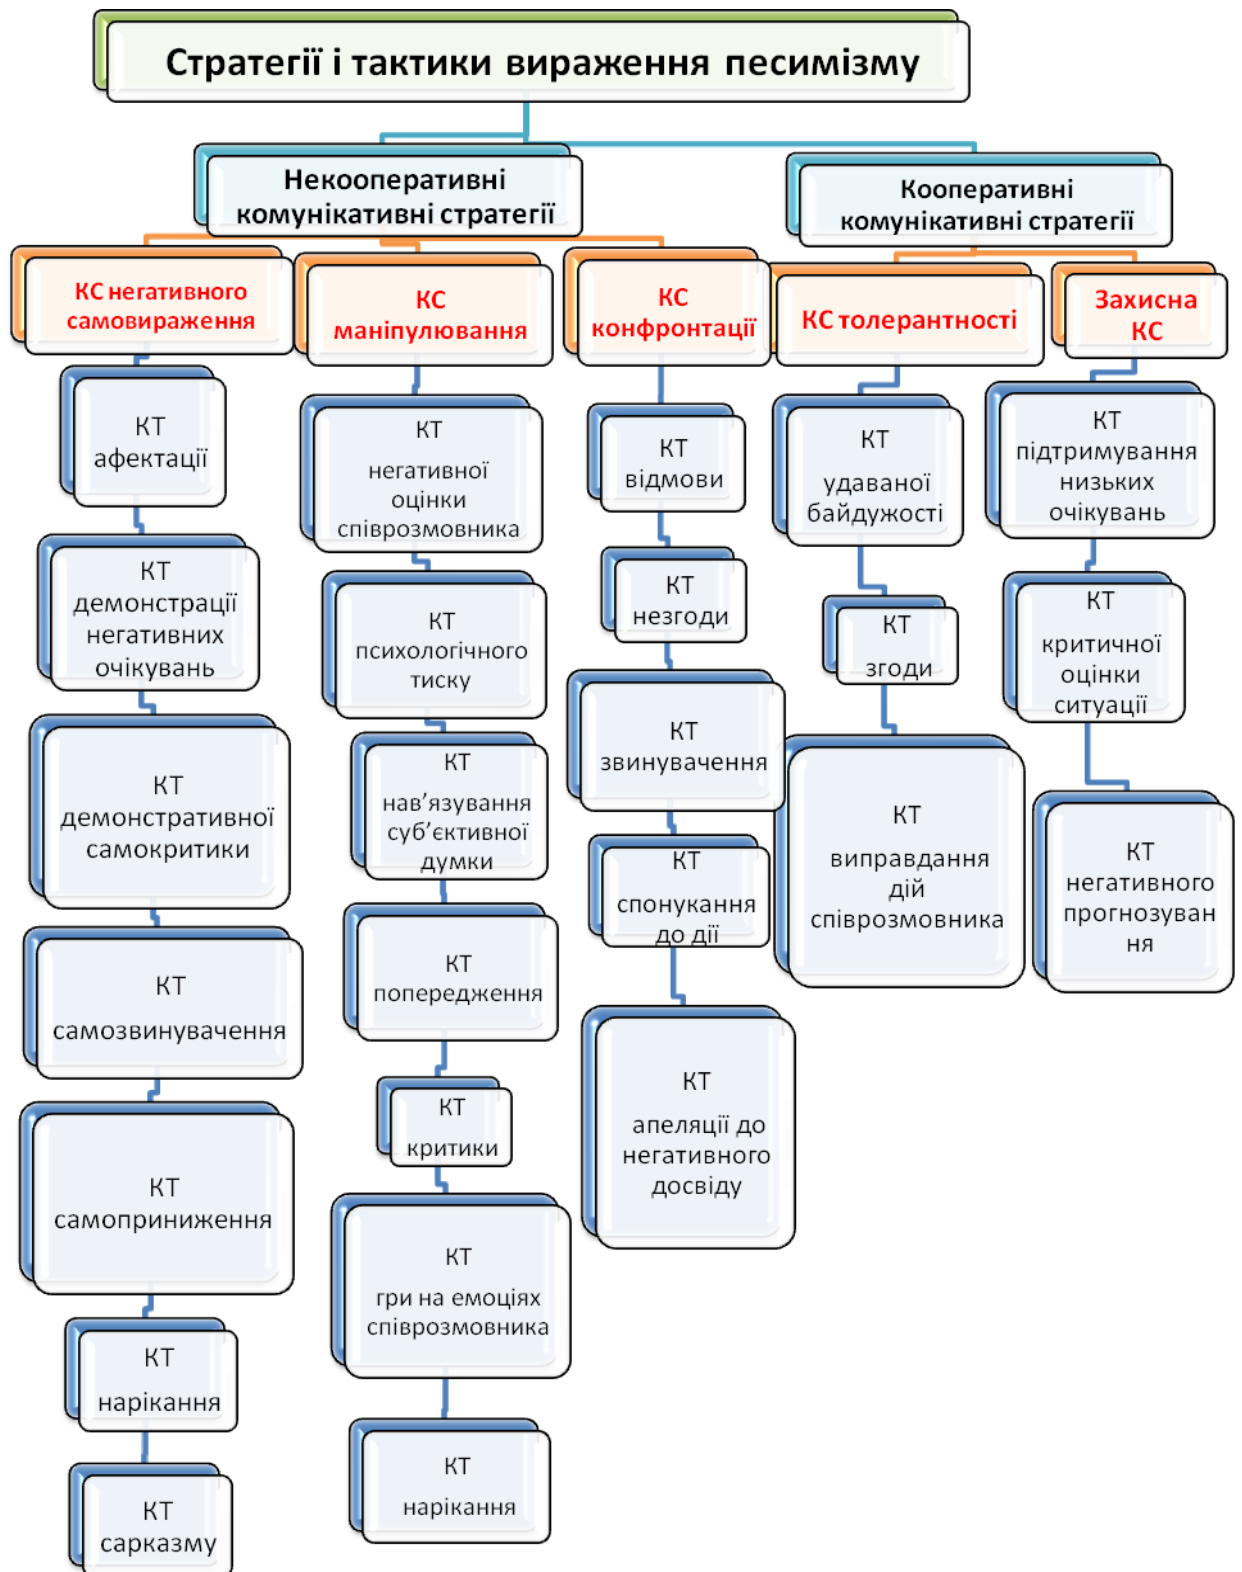 Стратегії і тактики вираження песимізму
Некооперативні
комунікативні стратегії
Кооперативні
комунікативні стратегії
КС негативного
самовираження
КС
маніпулювання
КС
конфронтації
КС толерантності
Захисна
КС
КТ
афектації
КТ
демонстрації
негативних
очікувань
КТ
демонстративної
самокритики
КТ
самозвинувачення
КТ
самоприниження
КТ
нарікання
КТ
сарказму
КТ
негативної
оцінки
співрозмовника
КТ
психологічного
тиску
КТ
нав’язування
суб’єктивної
думки
КТ
попередження
КТ
критики
КТ
гри на емоціях
співрозмовника
КТ
нарікання
КТ
відмови
КТ
незгоди
КТ
звинувачення
КТ
спонукання
до дії
КТ
апеляції до
негативного
досвіду
КТ
удаваної
байдужості
КТ
згоди
КТ
виправдання
дій
співрозмовника
КТ
підтримування
низьких
очікувань
КТ
критичної
оцінки
ситуації
КТ
негативного
прогнозуван
ня